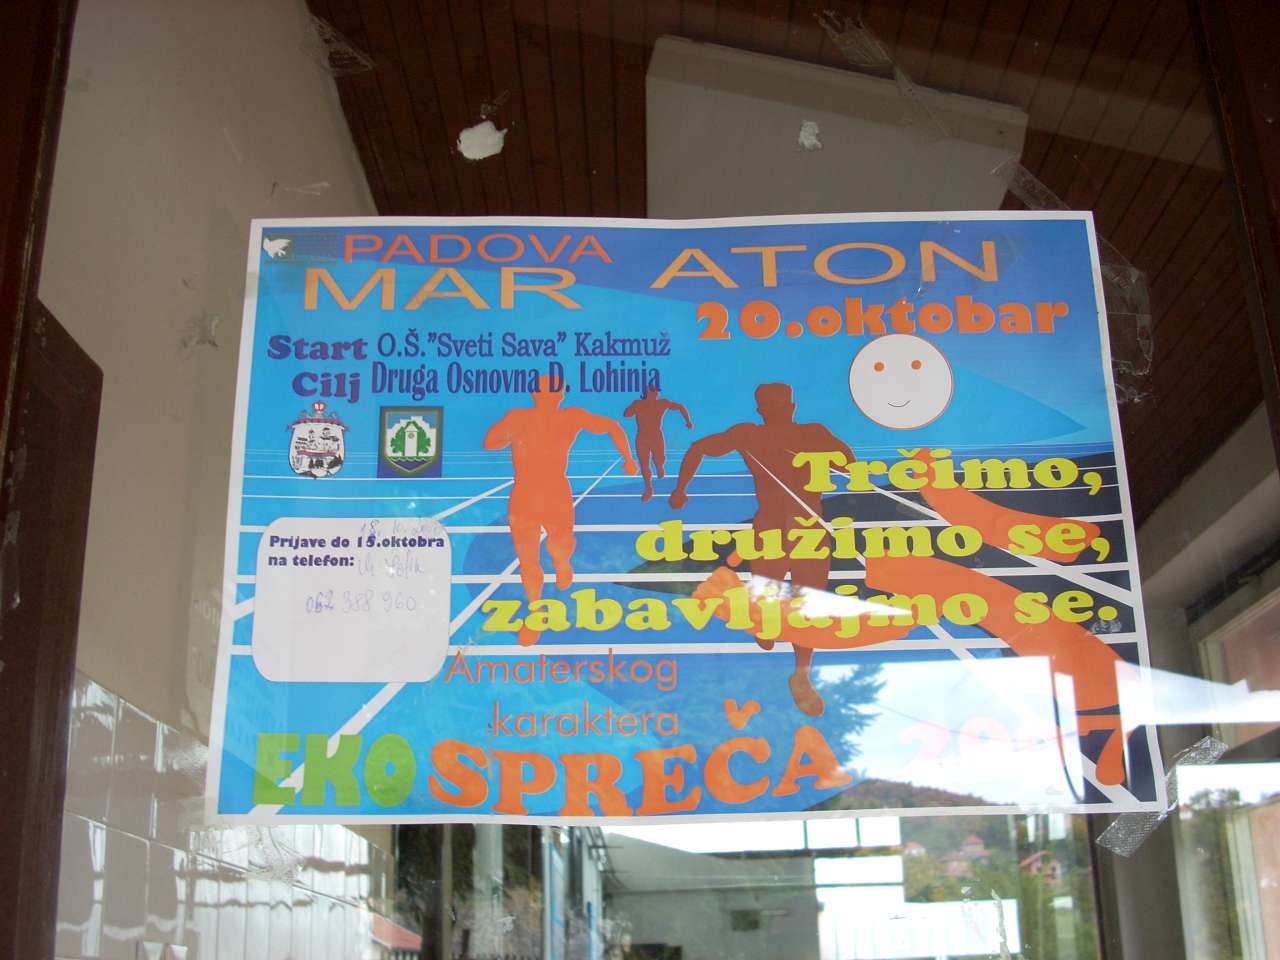 PADOVA
MAR ATON
20.oktobar
Start O.Š."Sveti Sava" Kakmuž
Cilj Druga Osnovna D. Lohinja
Trčimo,
družimo se,
zabavljajmo se.
Prijave do 15.oktobra
na telefon:
062 388 960
Amaterskog
karaktera
EKO SPREČA 2007